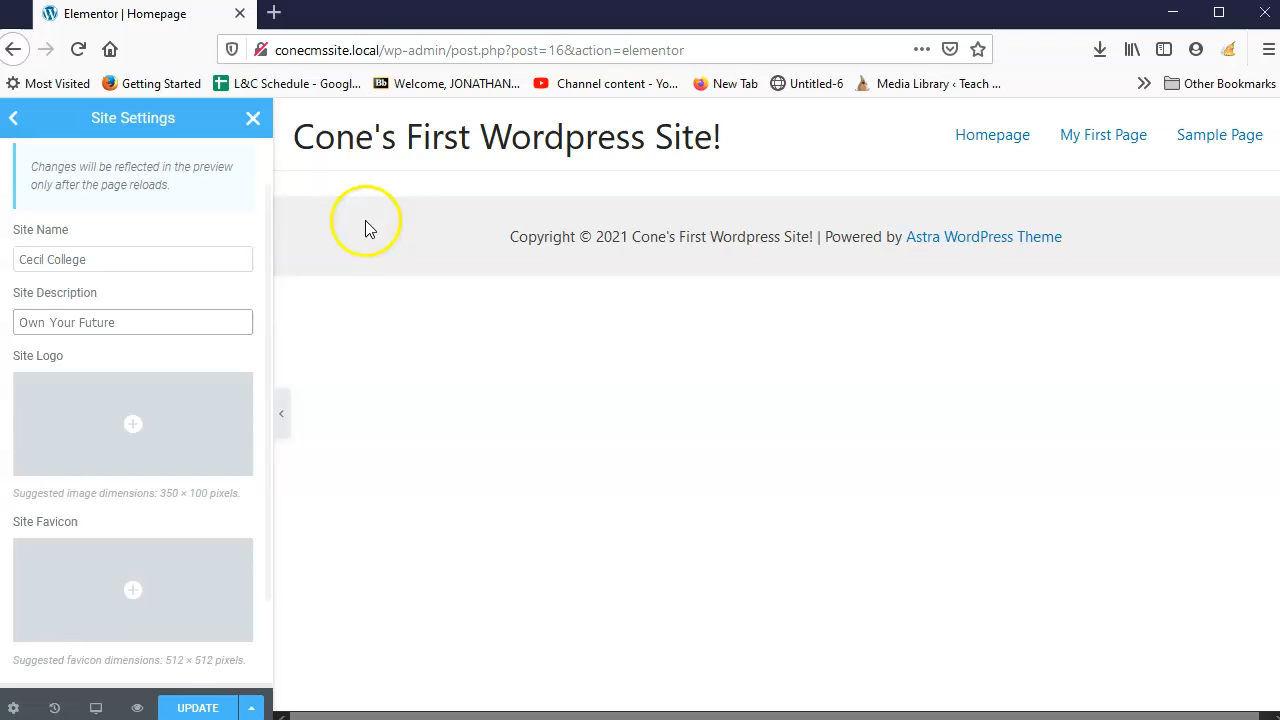 Elementor | Homepage
conecmssite.local/wp-admin/post.php?post=16&action=elementor
Most Visited Getting Started L&C Schedule - Googl... Bb Welcome, JONATHAN... Channel content - Yo... New Tab Untitled-6 Media Library ‹ Teach ... Other Bookmarks
Site Settings
Changes will be reflected in the preview
only after the page reloads.
Site Name
Cecil College
Site Description
Own Your Future
Site Logo
Suggested image dimensions: 350 × 100 pixels.
Site Favicon
Suggested favicon dimensions: 512 × 512 pixels.
UPDATE
Cone's First Wordpress Site!
Homepage My First Page Sample Page
Copyright © 2021 Cone's First Wordpress Site! | Powered by Astra WordPress Theme